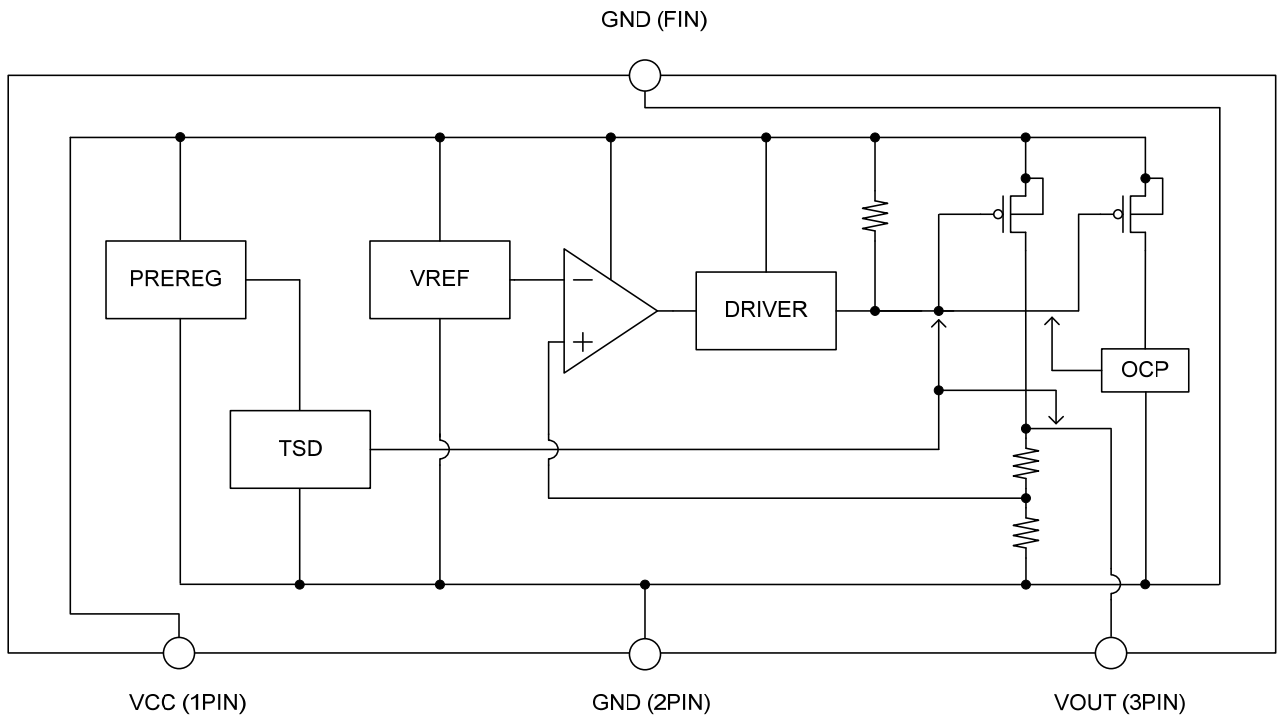 GND (FIN)
PREREG
VREF
−
+
DRIVER
OCP
TSD
VCC (1PIN)
GND (2PIN)
VOUT (3PIN)